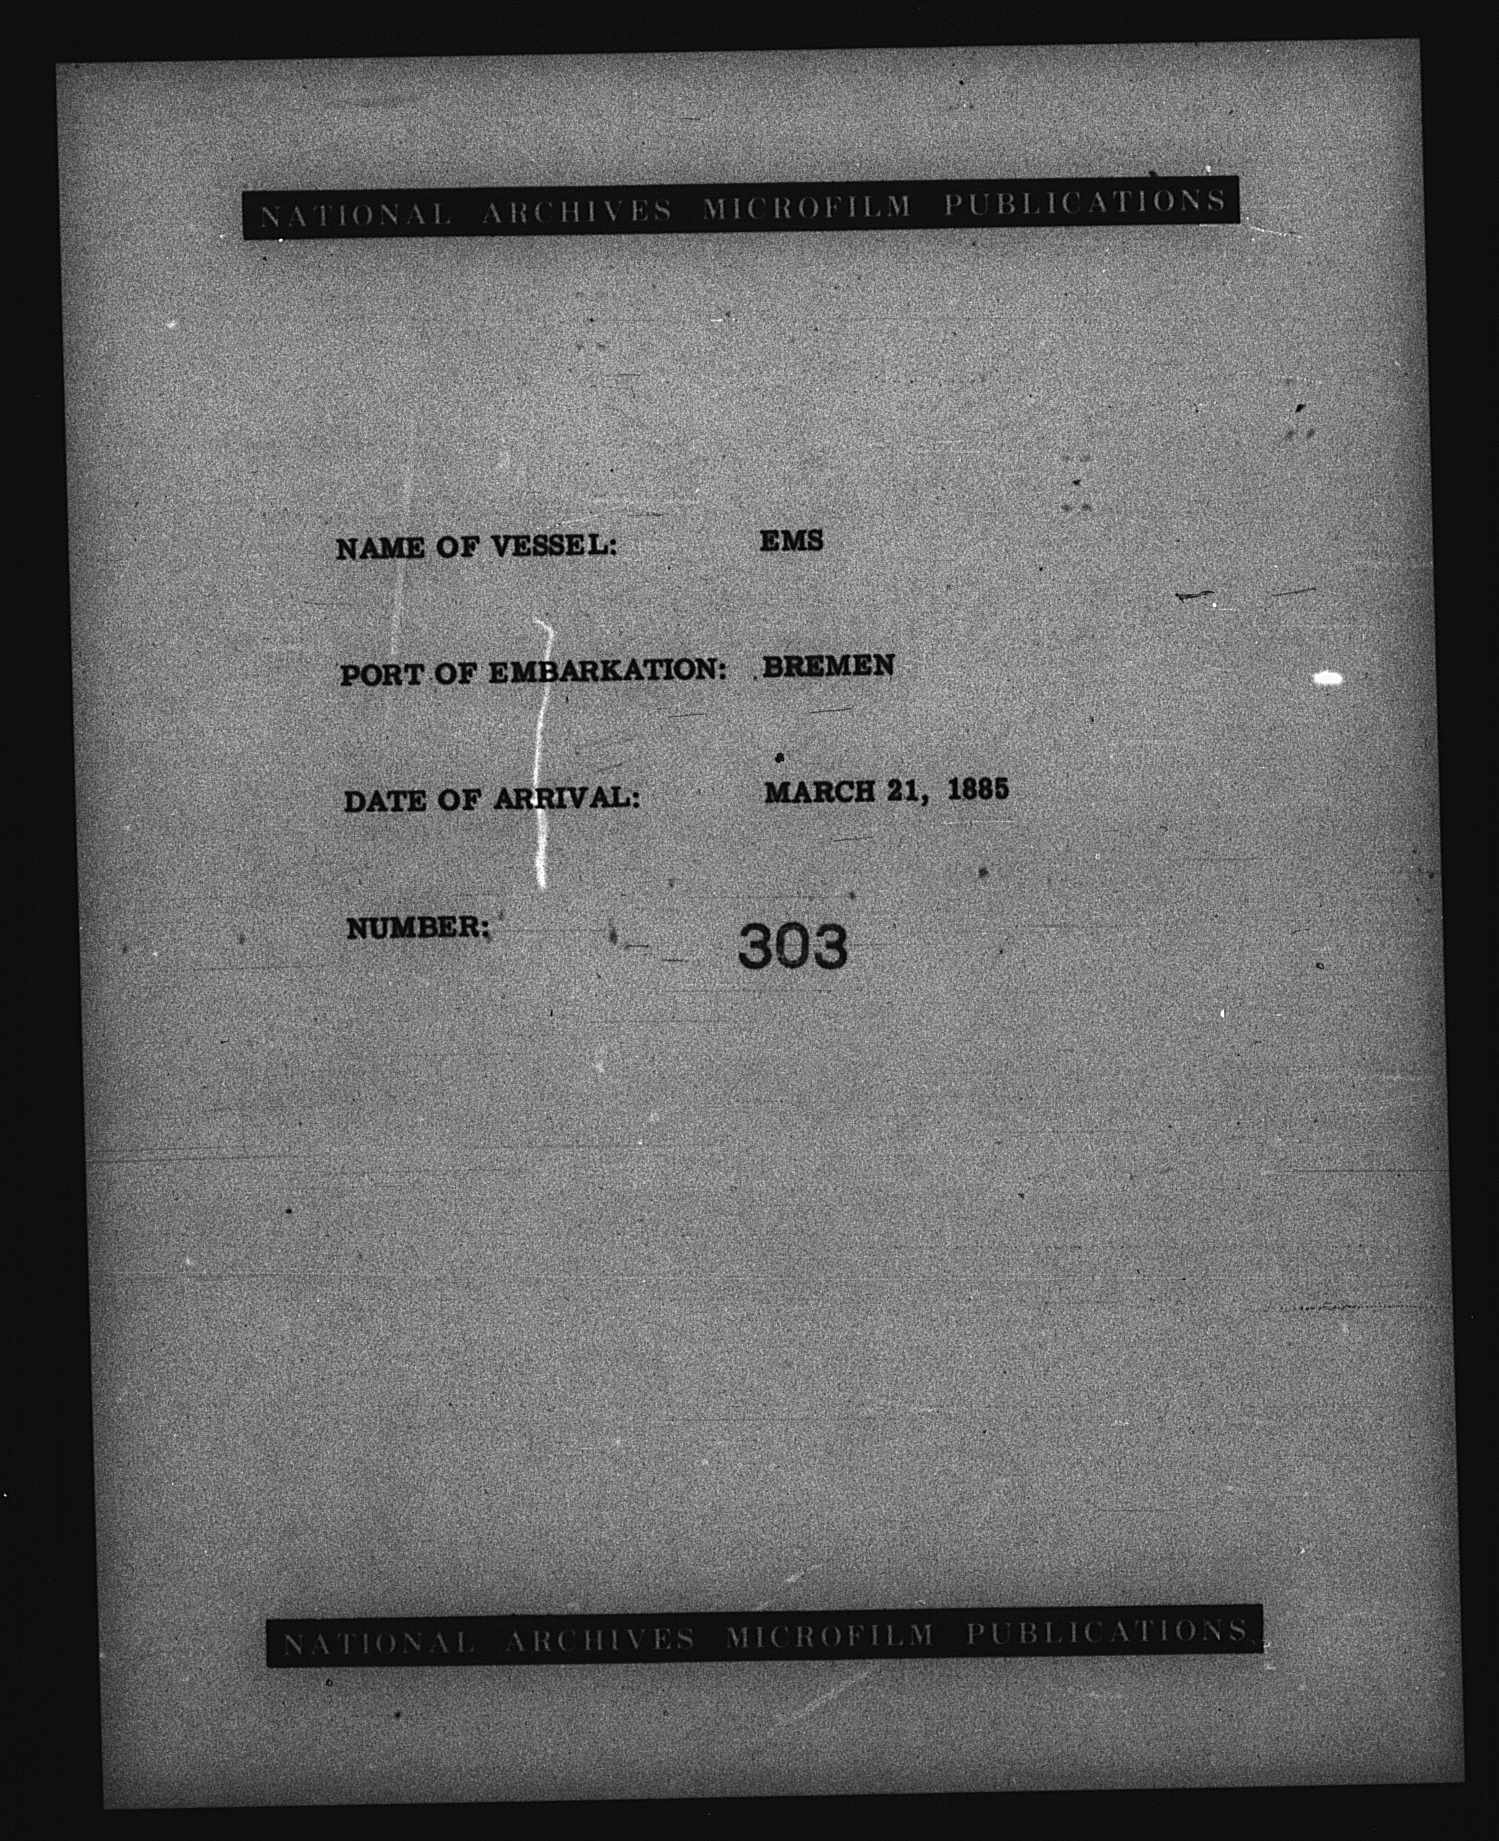 NATIONAL ARCHIVES MICROFILM PUBLICATIONS
NAME OF VESSEL: EMS
PORT OF EMBARKATION: BREMEN
DATE OF ARRIVAL: MARCH 21, 1885
NUMBER: 303
NATIONAL ARCHIVES MICROFILM PUBLICATIONS